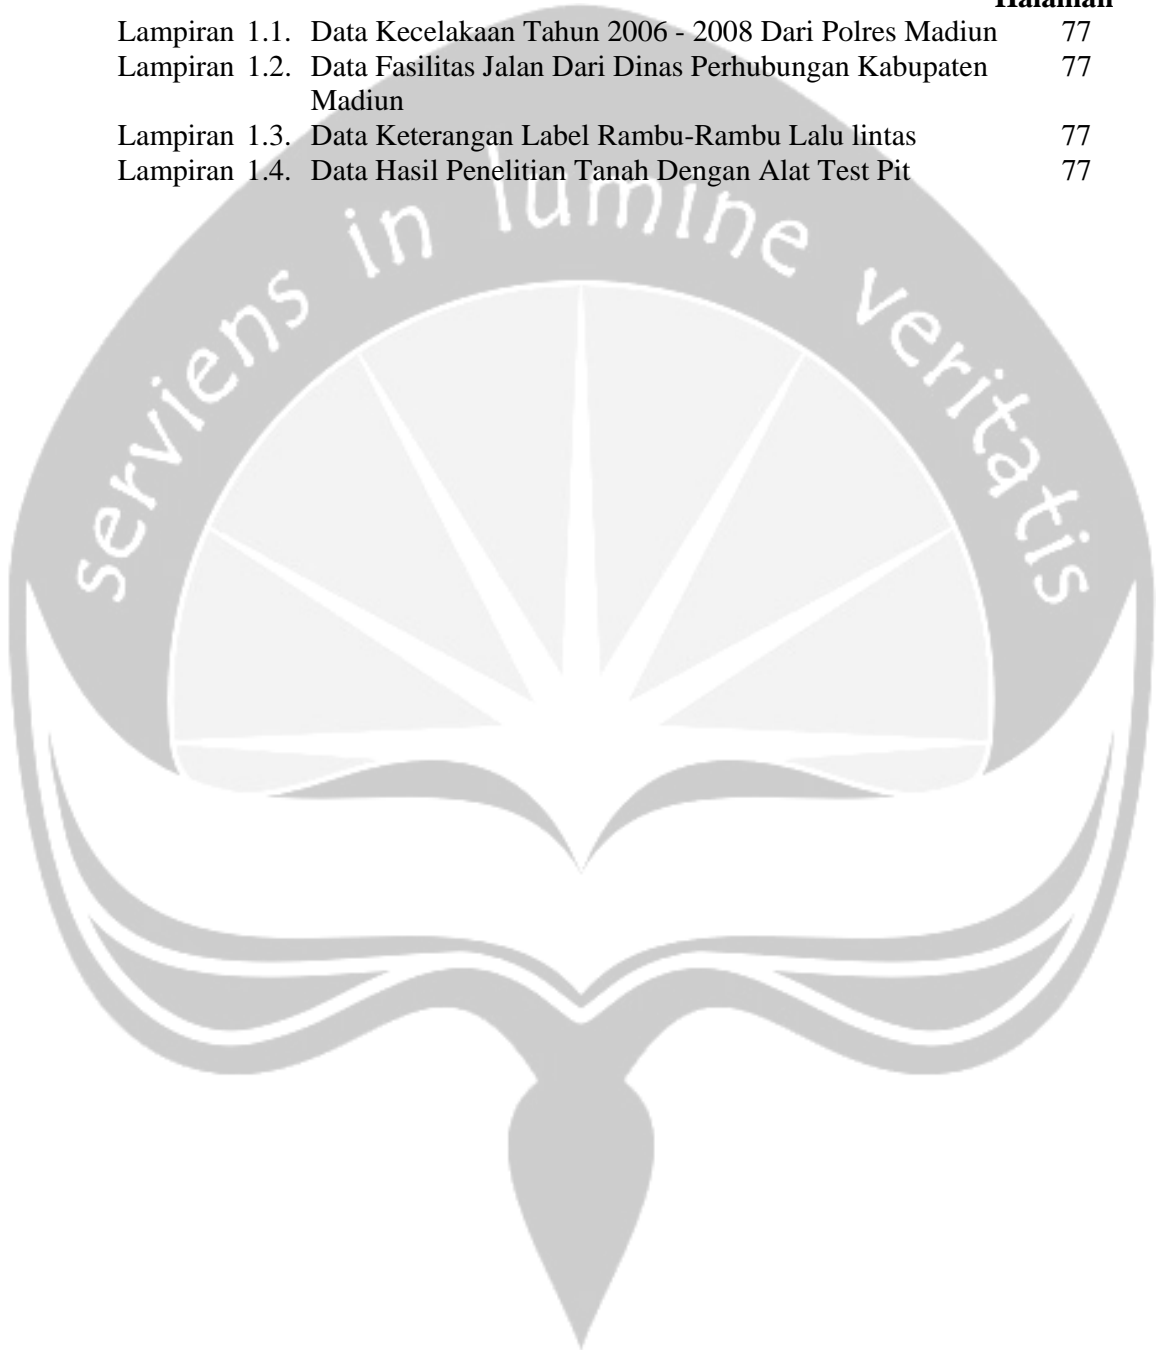 Halaman
Lampiran 1.1. Data Kecelakaan Tahun 2006 - 2008 Dari Polres Madiun 77
Lampiran 1.2. Data Fasilitas Jalan Dari Dinas Perhubungan Kabupaten 77
Madiun
Lampiran 1.3. Data Keterangan Label Rambu-Rambu Lalu lintas 77
Lampiran 1.4. Data Hasil Penelitian Tanah Dengan Alat Test Pit 77
serviens in lumine veritatis